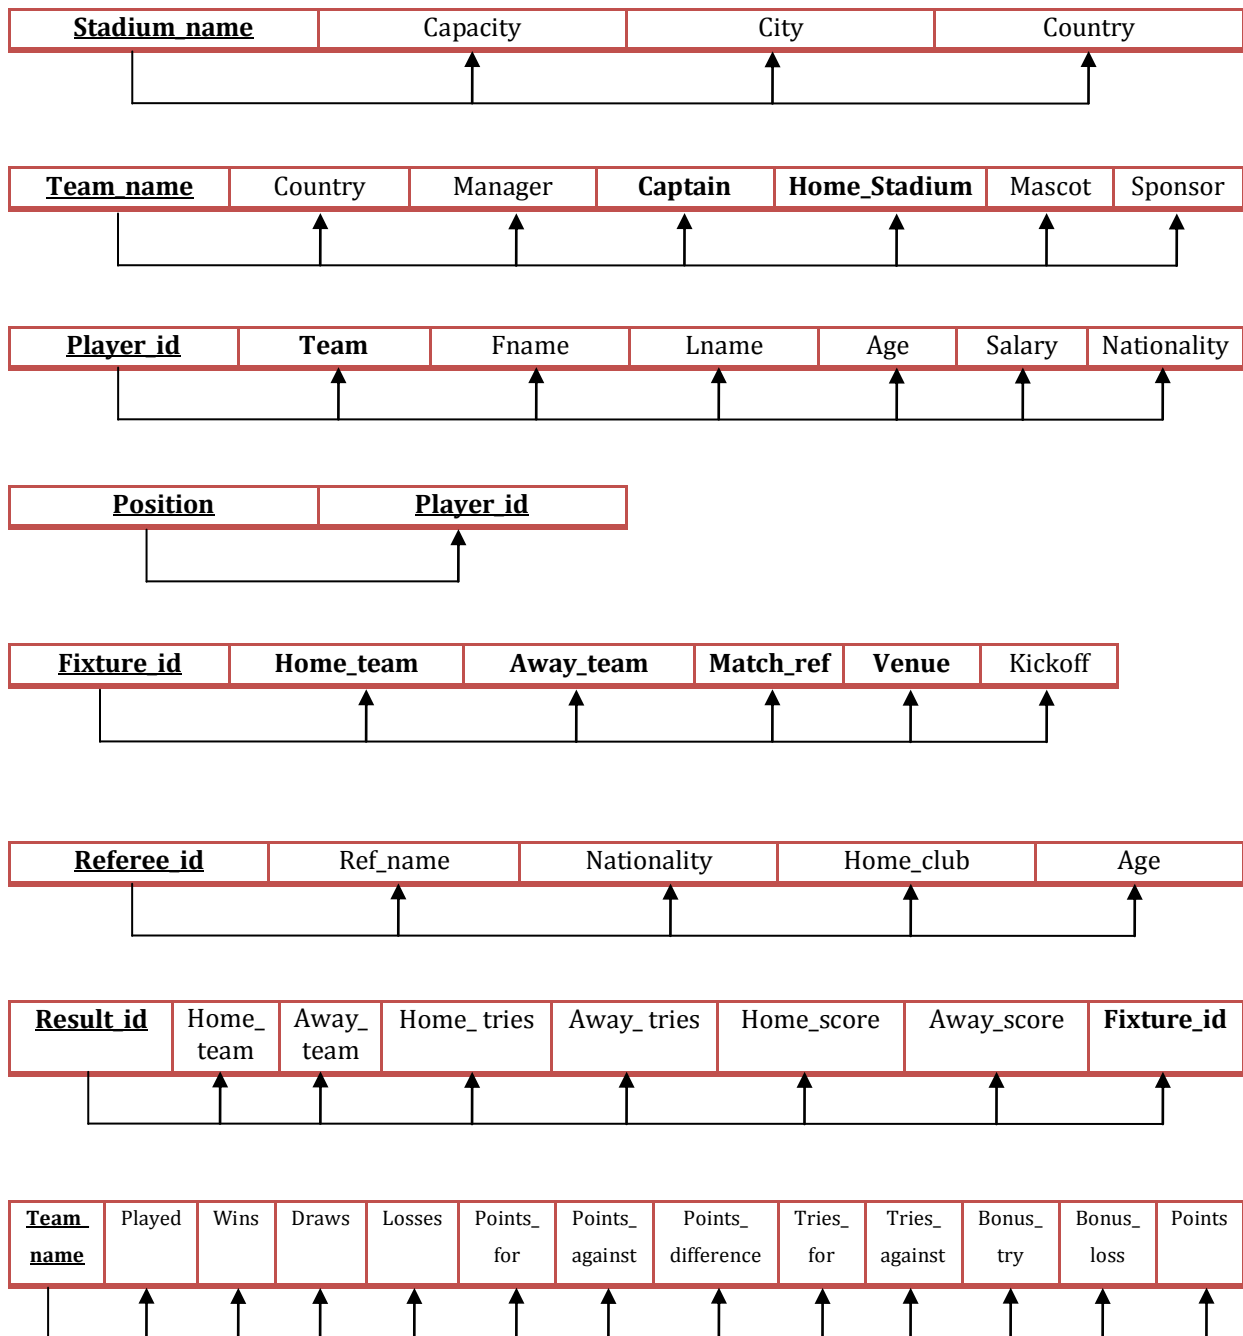 Stadium_name Capacity City Country
Team_name Country Manager Captain Home_Stadium Mascot Sponsor
Player_id Team Fname Lname Age Salary Nationality
Position Player_id
Fixture_id Home_team Away_team Match_ref Venue Kickoff
Referee_id Ref_name Nationality Home_club Age
Result_id Home_ Away_ Home_ tries Away_ tries Home_score Away_score Fixture_id
team team
Team_ Played Wins Draws Losses Points_ Points_ Points_ Tries_ Tries_ Bonus_ Bonus_ Points
name for against difference for against try loss